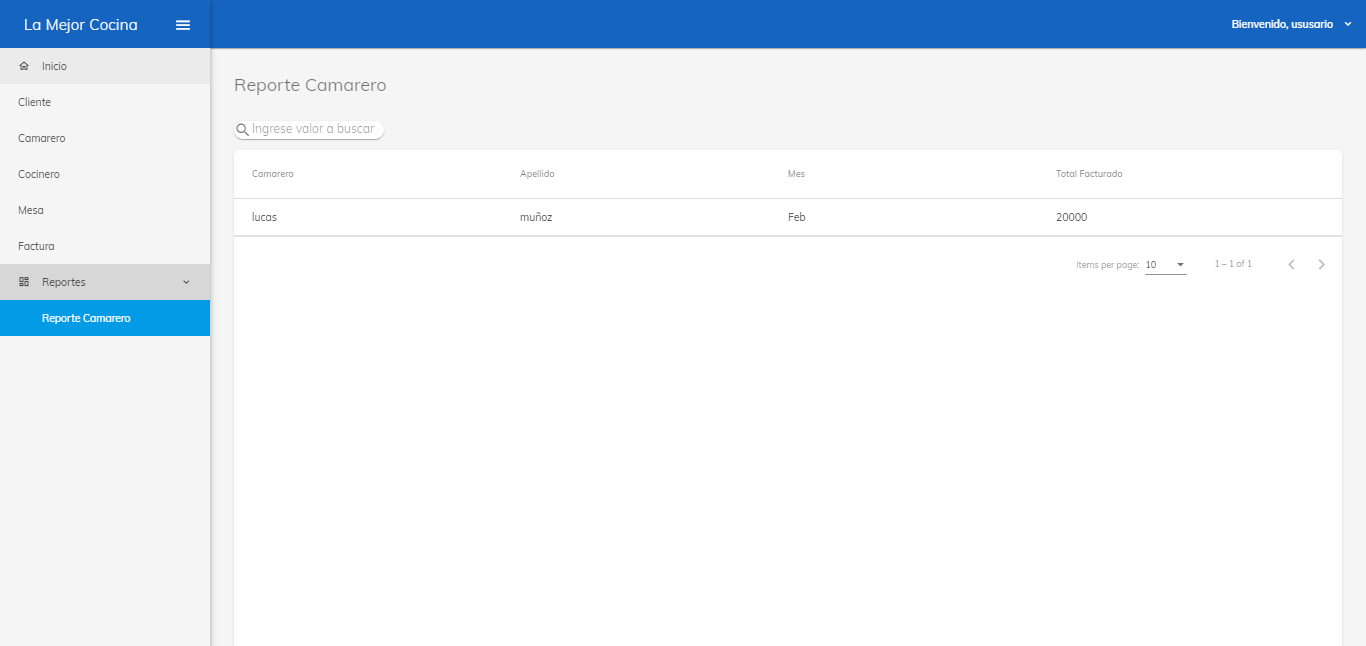 La Mejor Cocina
Bienvenido, ususario
Inicio
Cliente
Camarero
Cocinero
Mesa
Factura
Reportes
Reporte Camarero
Reporte Camarero
Ingrese valor a buscar
Camarero Apellido Mes Total Facturado
lucas muñoz Feb 20000
Items per page: 10 1 – 1 of 1